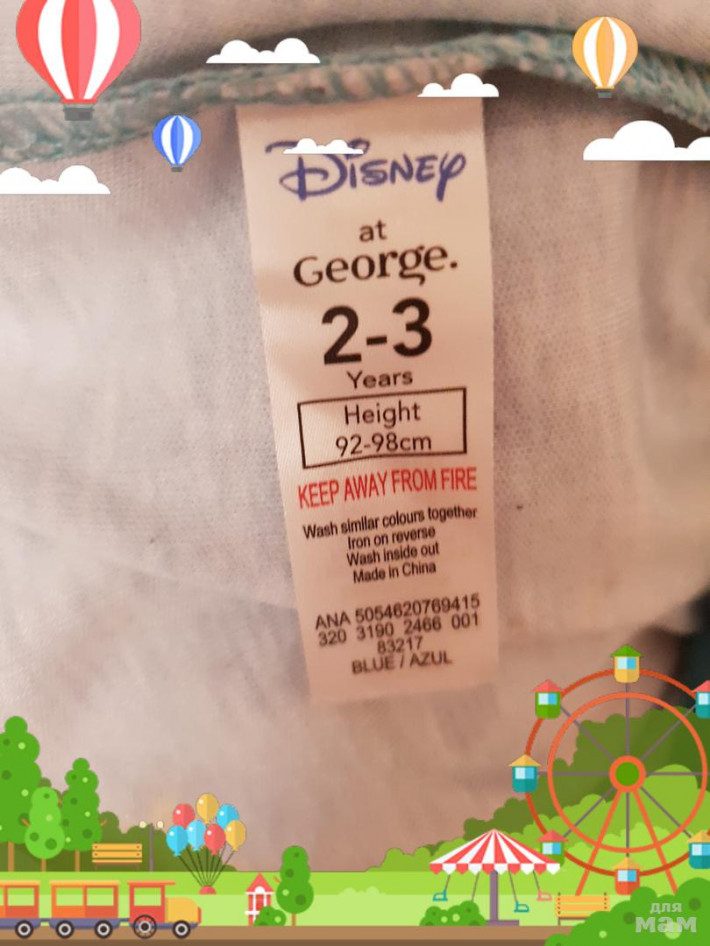 Disney
at
George.
2-3
Years
Height
92-98cm
KEEP AWAY FROM FIRE
Wash similar colours together
Iron on reverse
Wash inside out
Made in China
ANA 5054620769415
320 3190 2466 001
83217
BLUE / AZUL
для
мам